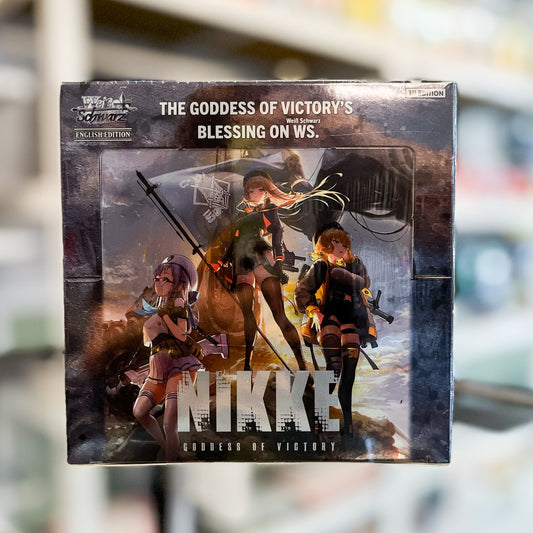 Weiß Schwarz
ENGLISH EDITION
1ST EDITION
THE GODDESS OF VICTORY'S
BLESSING ON WS.
Weiß Schwarz
NIKKE
GODDESS OF VICTORY